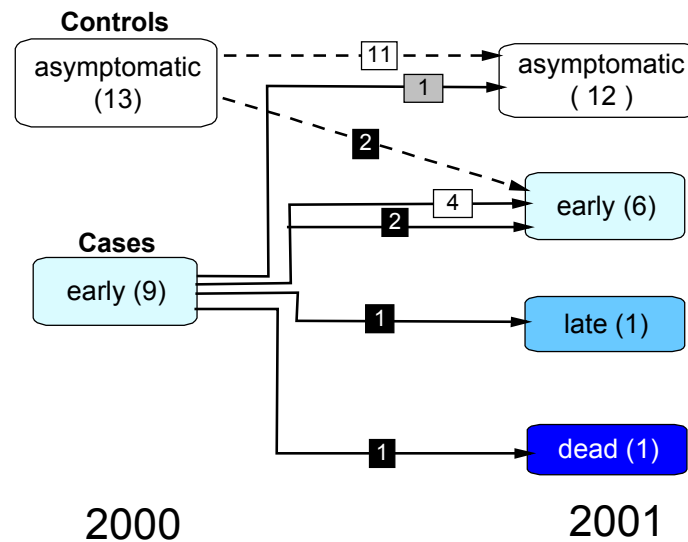 Controls
asymptomatic
(13)
11
asymptomatic
( 12 )
1
2
4
early (6)
2
Cases
early (9)
1
late (1)
1
dead (1)
2000
2001